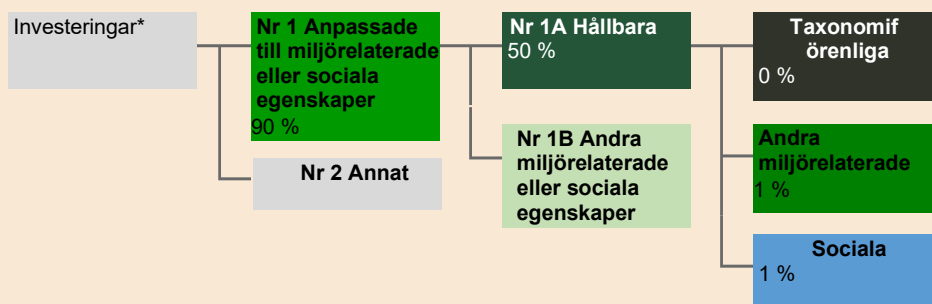 Investeringar*
Nr 1 Anpassade
till miljörelaterade
eller sociala
egenskaper
90 %
Nr 2 Annat
Nr 1A Hållbara
50 %
Nr 1B Andra
miljörelaterade
eller sociala
egenskaper
Taxonomif
örenliga
0 %
Andra
miljörelaterade
1 %
Sociala
1 %